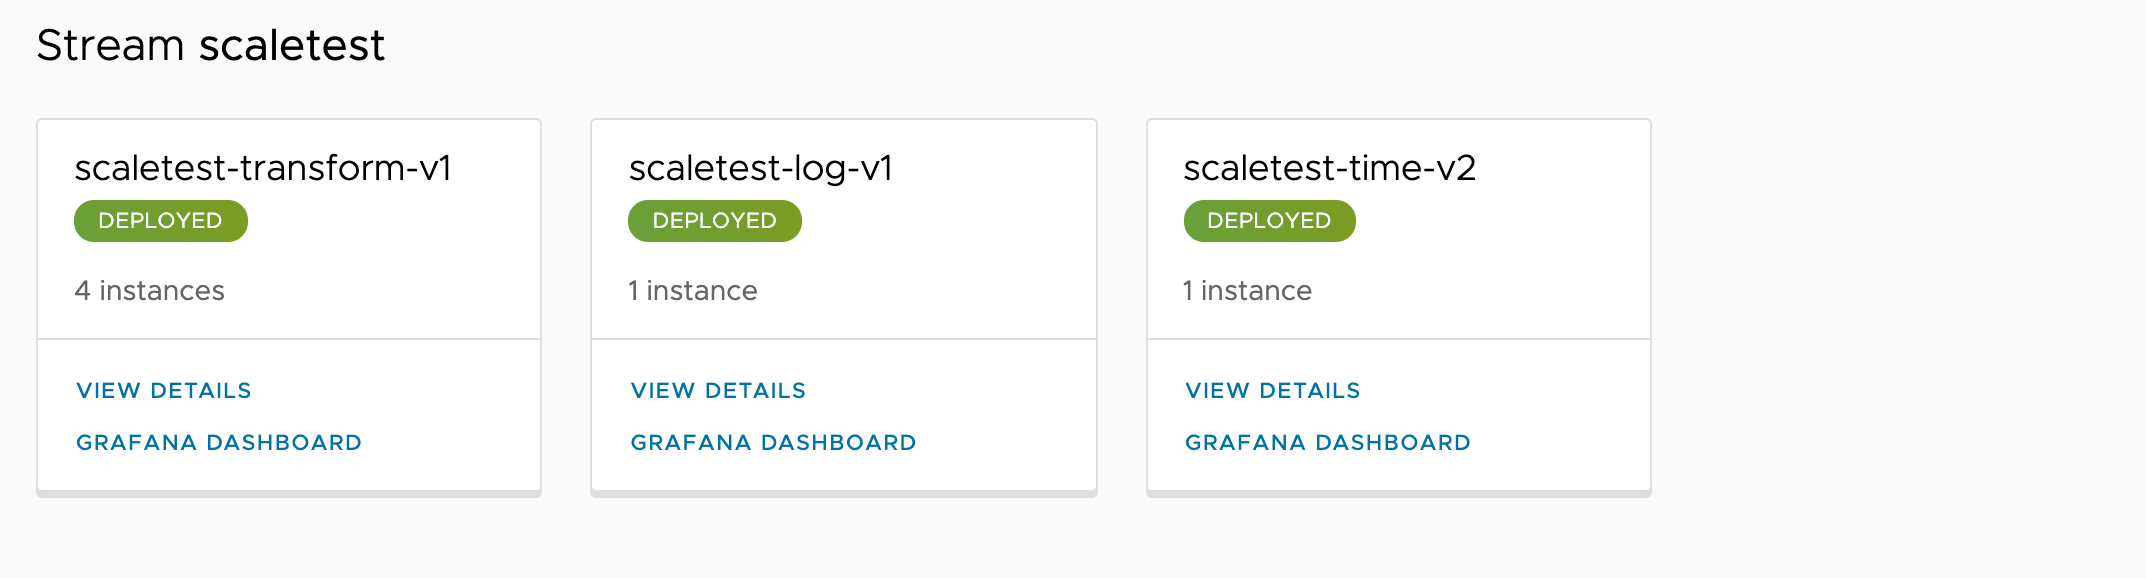 Stream scaletest
scaletest-transform-v1
DEPLOYED
4 instances
VIEW DETAILS
GRAFANA DASHBOARD
scaletest-log-v1
DEPLOYED
1 instance
VIEW DETAILS
GRAFANA DASHBOARD
scaletest-time-v2
DEPLOYED
1 instance
VIEW DETAILS
GRAFANA DASHBOARD